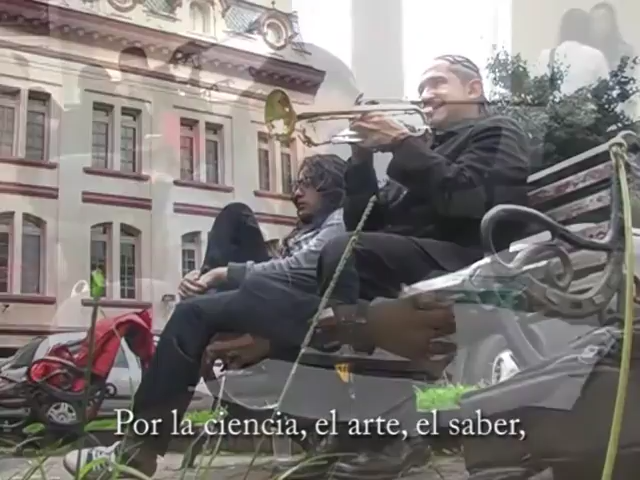 Por la ciencia, el arte, el saber,